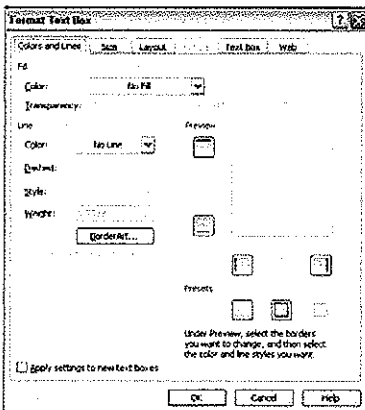 Format Text Box
Colors and Lines Size Layout Text Box Web
Fill
Color: No Fill
Transparency:
Line Preview
Color: No Line
Dashed:
Style:
Weight:
BorderArt...
Presets
Under Preview, select the borders
you want to change, and then select
the color and line styles you want.
Apply settings to new text boxes
OK Cancel Help